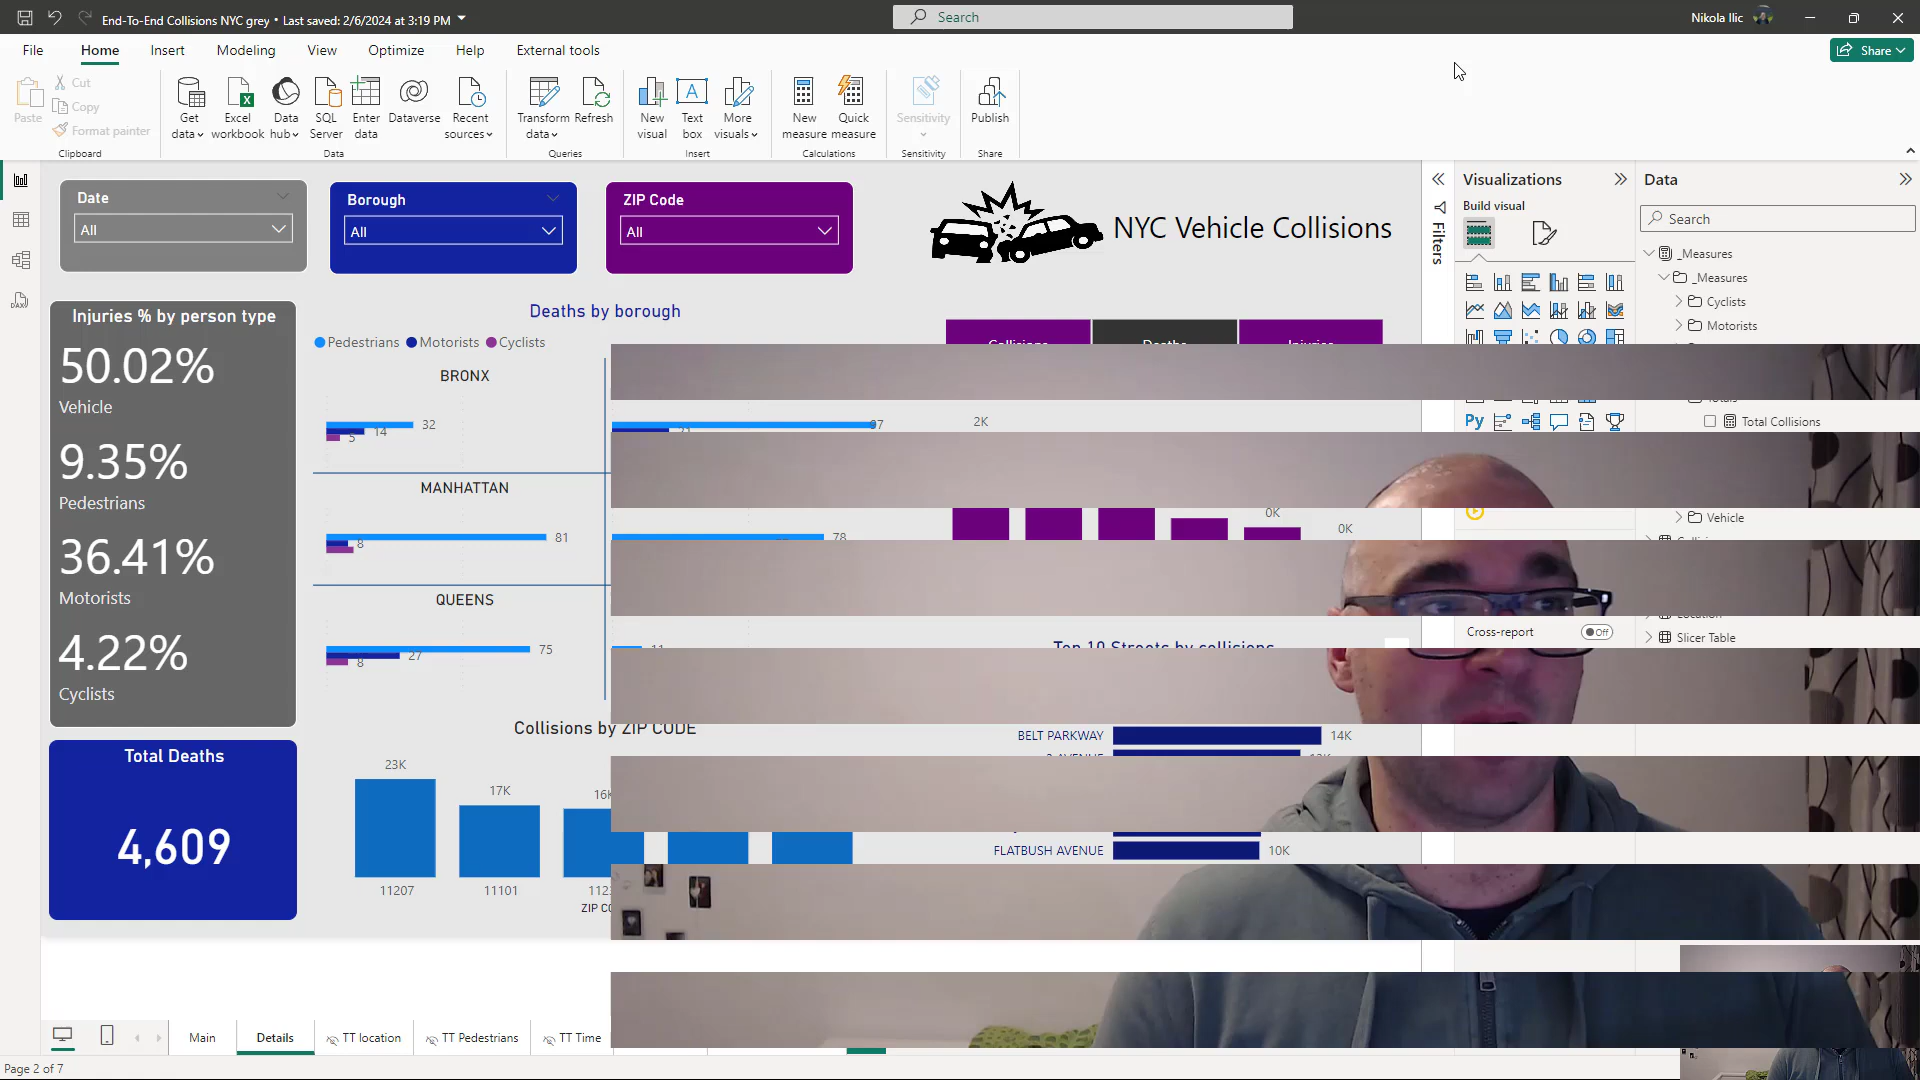 End-To-End Collisions NYC grey • Last saved: 2/6/2024 at 3:19 PM
Search
Nikola Ilic
File Home Insert Modeling View Optimize Help External tools
Share
Paste
Cut
Copy
Format painter
Clipboard
Get data
Excel workbook
Data hub
SQL Server
Enter data
Dataverse
Recent sources
Data
Transform data
Refresh
Queries
New visual
Text box
More visuals
Insert
New measure
Quick measure
Calculations
Sensitivity
Sensitivity
Publish
Share
Date
All
Borough
All
ZIP Code
All
NYC Vehicle Collisions
Injuries % by person type
50.02%
Vehicle
9.35%
Pedestrians
36.41%
Motorists
4.22%
Cyclists
Total Deaths
4,609
Deaths by borough
Pedestrians Motorists Cyclists
BRONX
32
14
5
97
MANHATTAN
81
8
78
QUEENS
75
27
8
11
2K
0K
0K
Collisions by ZIP CODE
23K
17K
11207
11101
Top 10 Streets by collisions
BELT PARKWAY 14K
FLATBUSH AVENUE 10K
Filters
Visualizations
Build visual
Py
Cross-report
Off
Data
Search
_Measures
_Measures
Cyclists
Motorists
Total Collisions
Vehicle
Slicer Table
Main Details TT location TT Pedestrians TT Time
Page 2 of 7